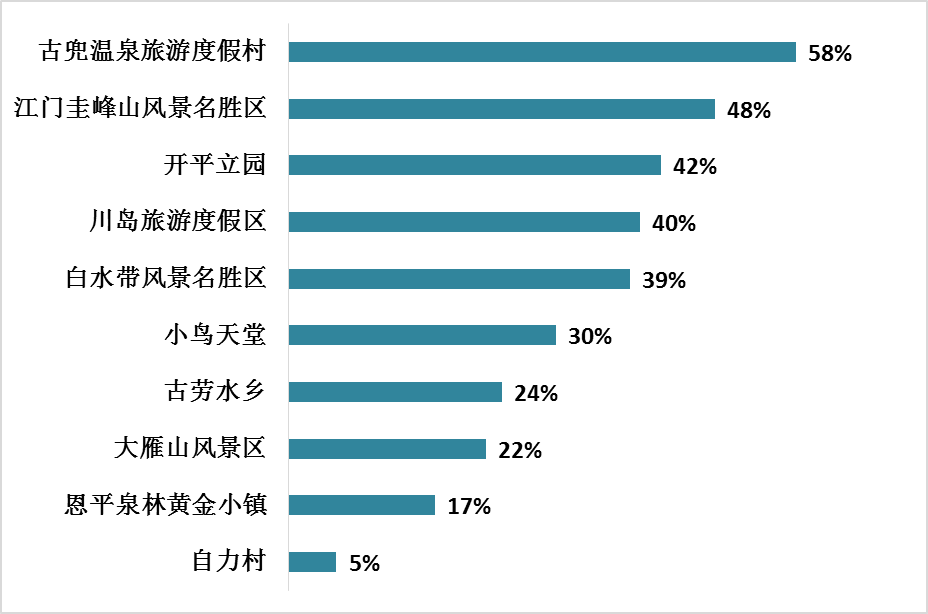 古兜温泉旅游度假村 58%
江门圭峰山风景名胜区 48%
开平立园 42%
川岛旅游度假区 40%
白水带风景名胜区 39%
小鸟天堂 30%
古劳水乡 24%
大雁山风景区 22%
恩平泉林黄金小镇 17%
自力村 5%